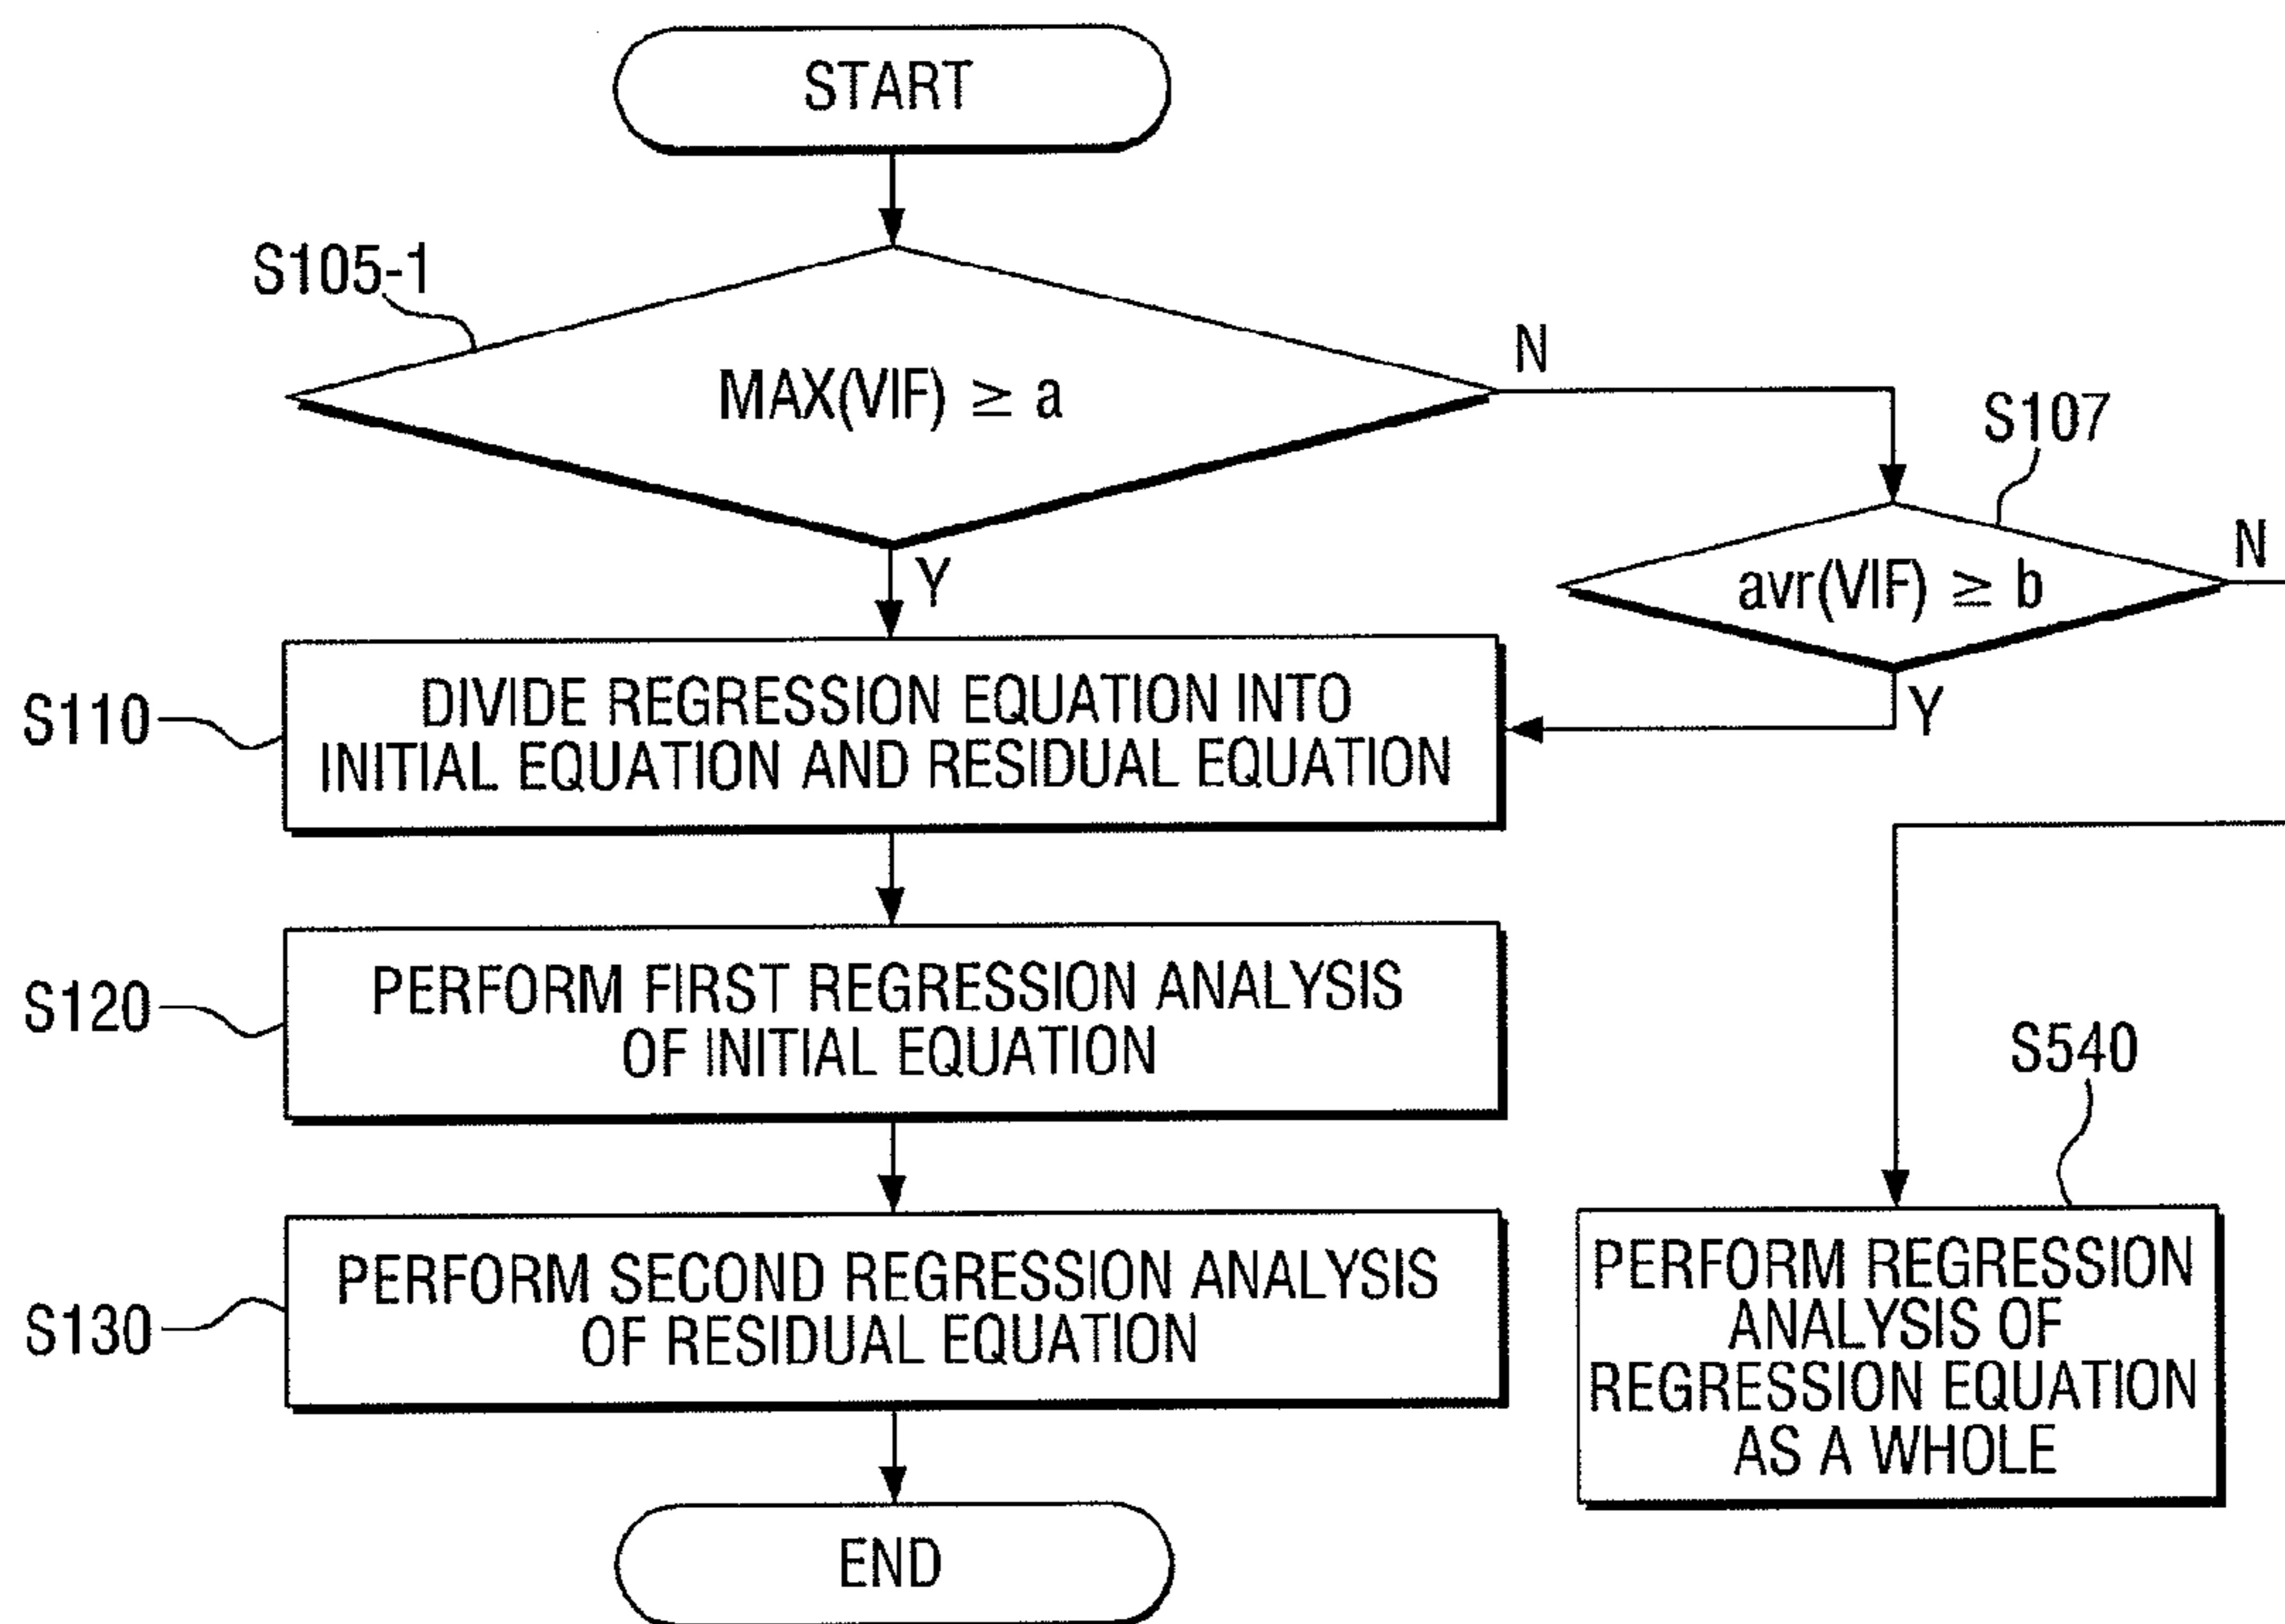 START
S105-1
MAX(VIF) ≥ a
N
S107
avr(VIF) ≥ b
N
Y
Y
S110
DIVIDE REGRESSION EQUATION INTO
INITIAL EQUATION AND RESIDUAL EQUATION
S120
PERFORM FIRST REGRESSION ANALYSIS
OF INITIAL EQUATION
S540
S130
PERFORM SECOND REGRESSION ANALYSIS
OF RESIDUAL EQUATION
PERFORM REGRESSION
ANALYSIS OF
REGRESSION EQUATION
AS A WHOLE
END